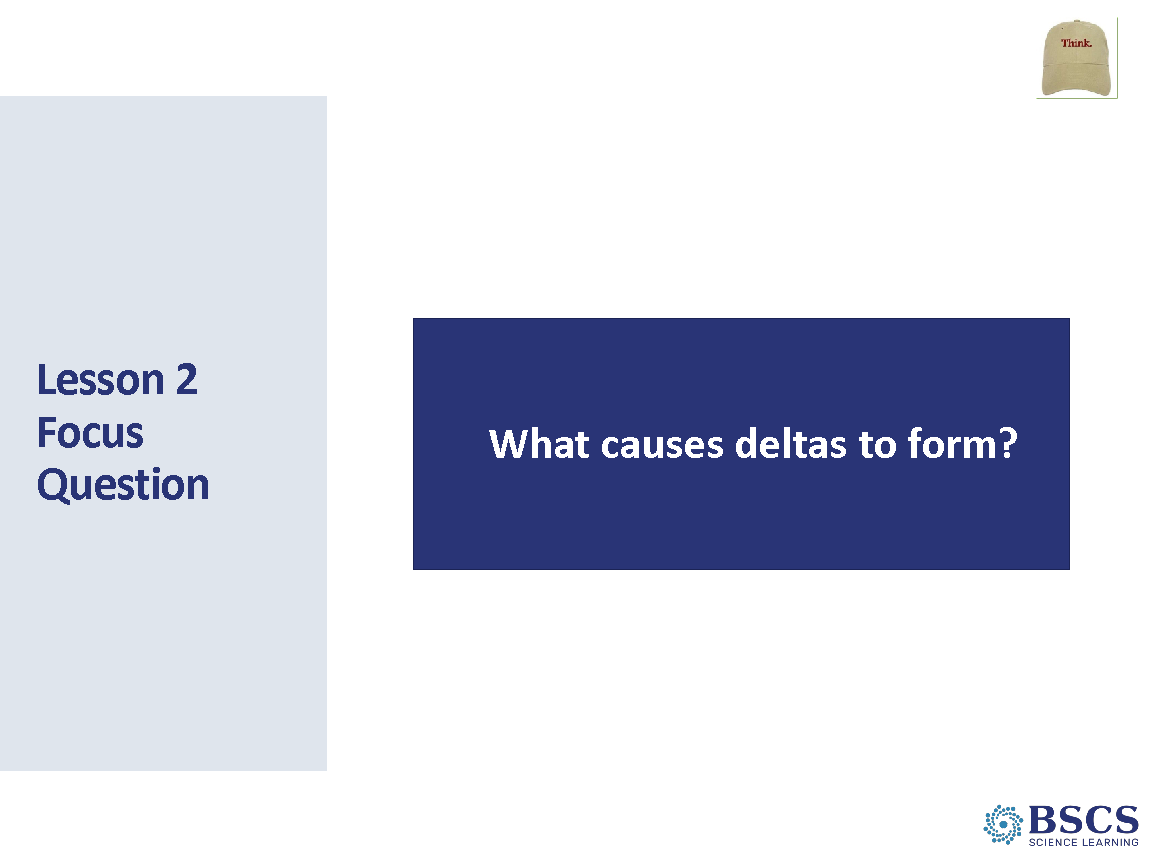 Think.
Lesson 2
Focus
Question
What causes deltas to form?
BSCS
SCIENCE LEARNING